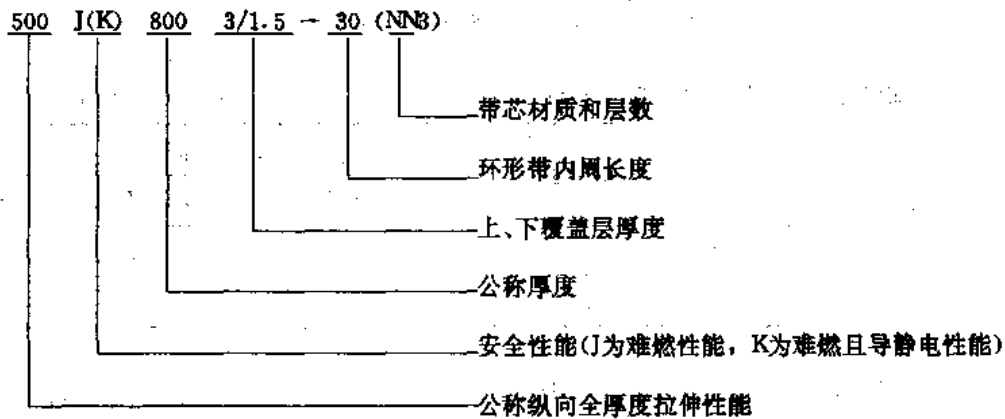 500 J(K) 800 3/1.5 - 30 (NN3)
带芯材质和层数
环形带内周长度
上、下覆盖层厚度
公称厚度
安全性能(J为难燃性能，K为难燃且导静电性能)
公称纵向全厚度拉伸性能